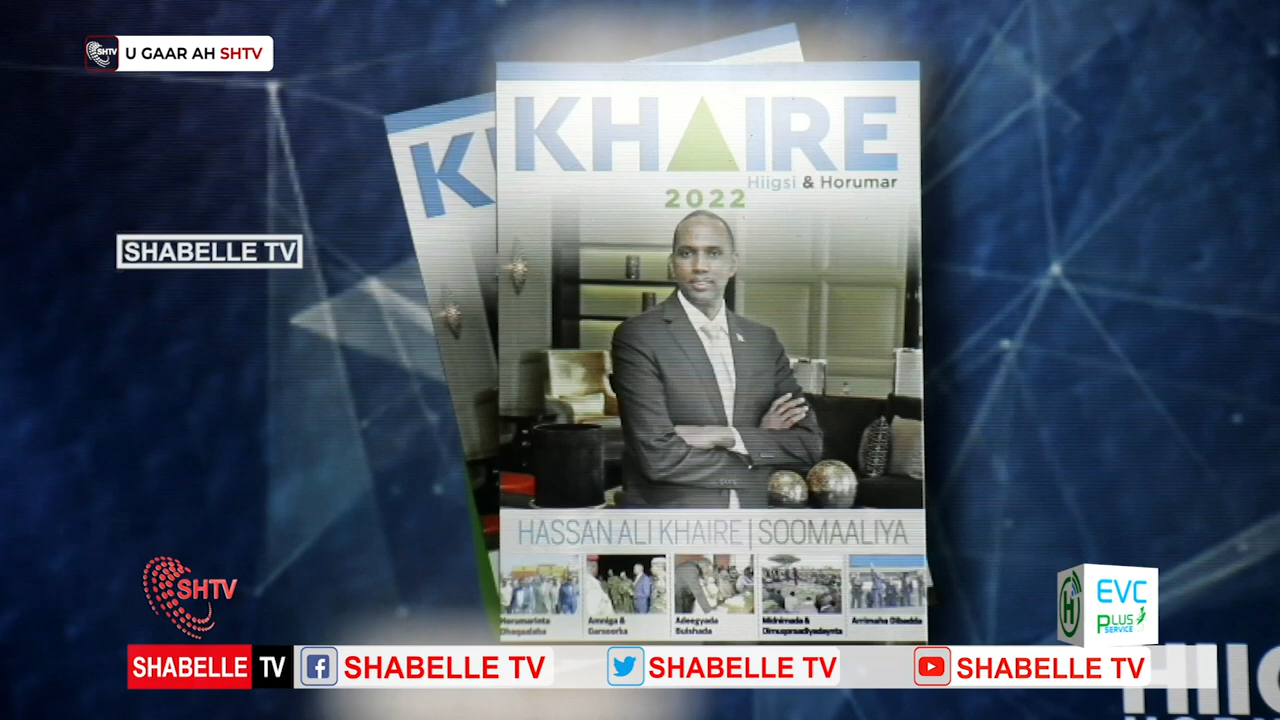 SHTV
U GAAR AH SHTV
KHAIRE
Hiigsi & Horumar
2022
SHABELLE TV
HASSAN ALI KHAIRE | SOOMAALIYA
Horumarinta Dhaqaalaha
Amniga & Garsoorka
Adeegyada Bulshada
Midnimada & Dimuqraadiyadaynta
Arrimaha Dibadda
SHTV
EVC
PLUS
SERVICE
SHABELLE TV
SHABELLE TV
SHABELLE TV
SHABELLE TV